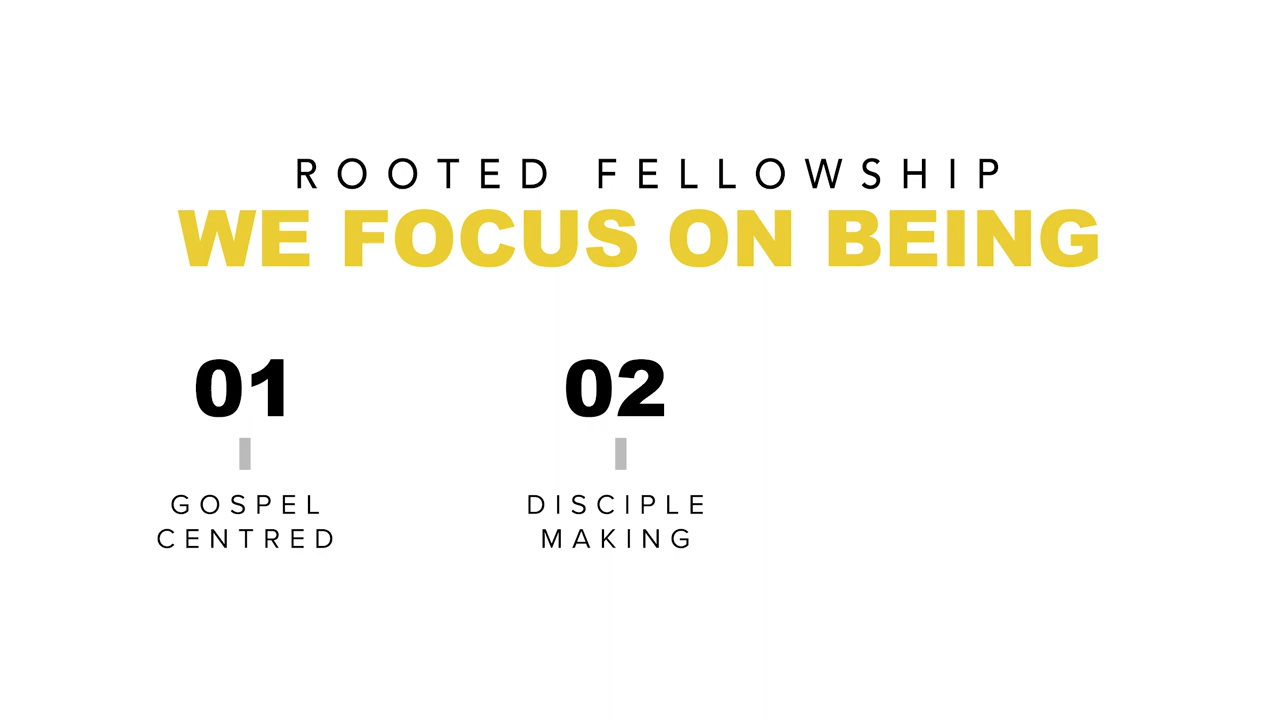 ROOTED FELLOWSHIP
WE FOCUS ON BEING
01
GOSPEL
CENTRED
02
DISCIPLE
MAKING